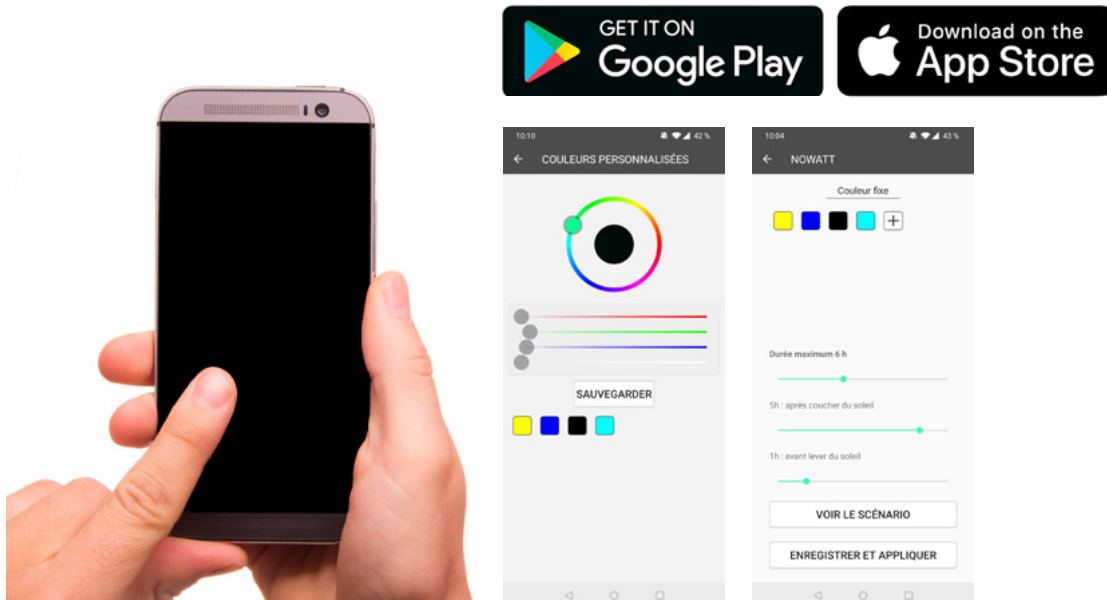 GET IT ON
Google Play
Download on the
App Store
10:10
42 %
COULEURS PERSONNALISÉES
SAUVEGARDER
10:04
43 %
NOWATT
Couleur fixe
Durée maximum 6 h
5h : après coucher du soleil
1h : avant lever du soleil
VOIR LE SCÉNARIO
ENREGISTRER ET APPLIQUER